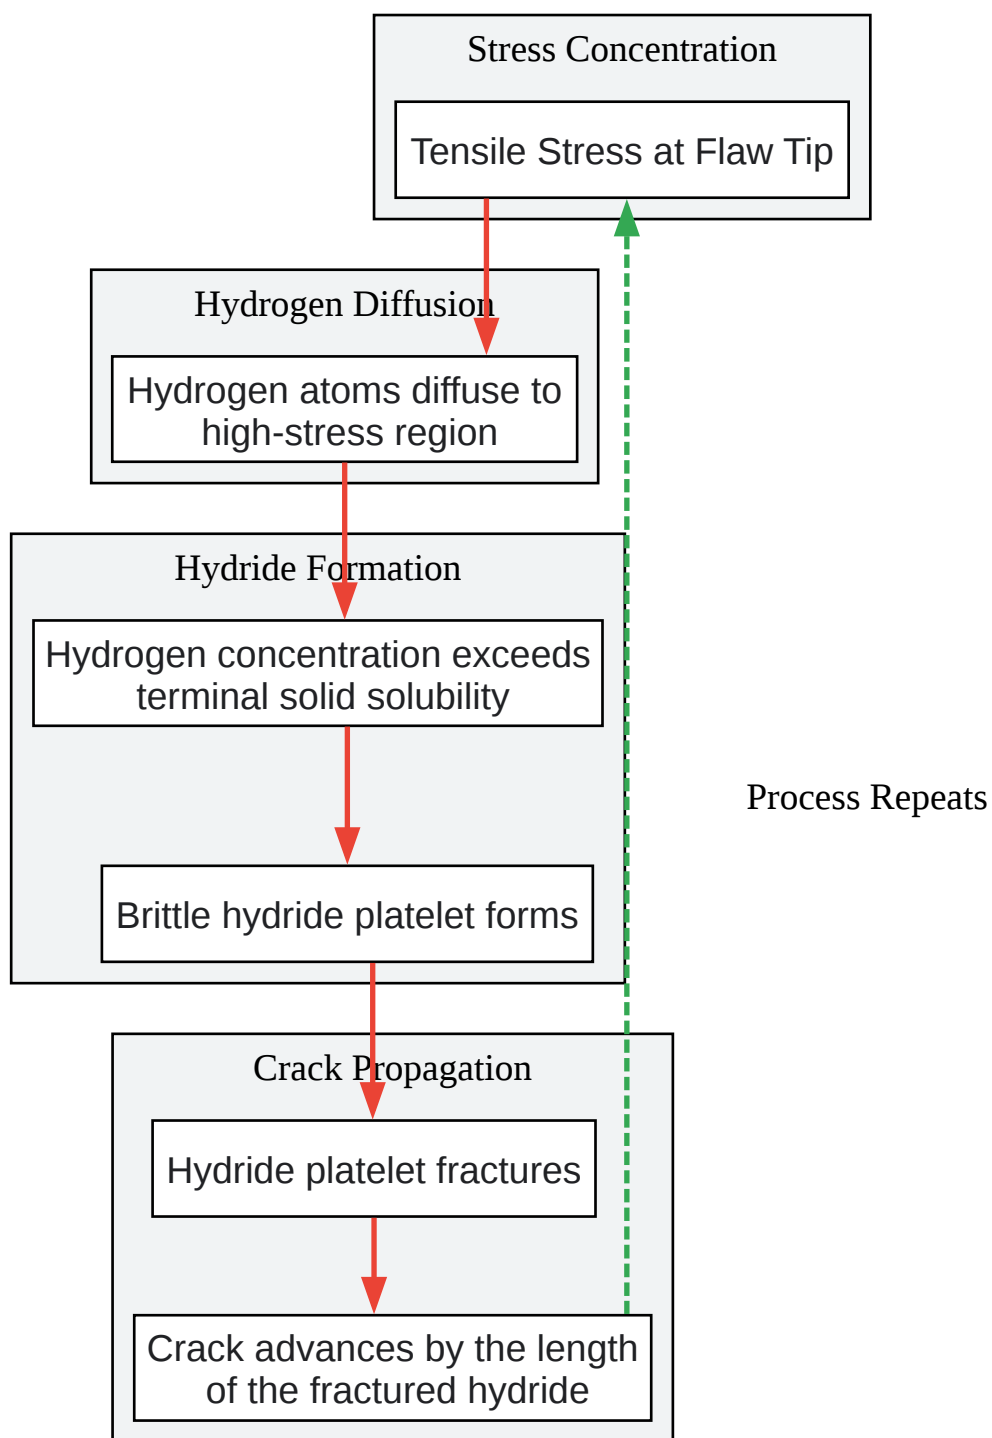 Stress Concentration
Tensile Stress at Flaw Tip
Hydrogen Diffusion
Hydrogen atoms diffuse to
high-stress region
Hydride Formation
Hydrogen concentration exceeds
terminal solid solubility
Process Repeats
Brittle hydride platelet forms
Crack Propagation
Hydride platelet fractures
Crack advances by the length
of the fractured hydride